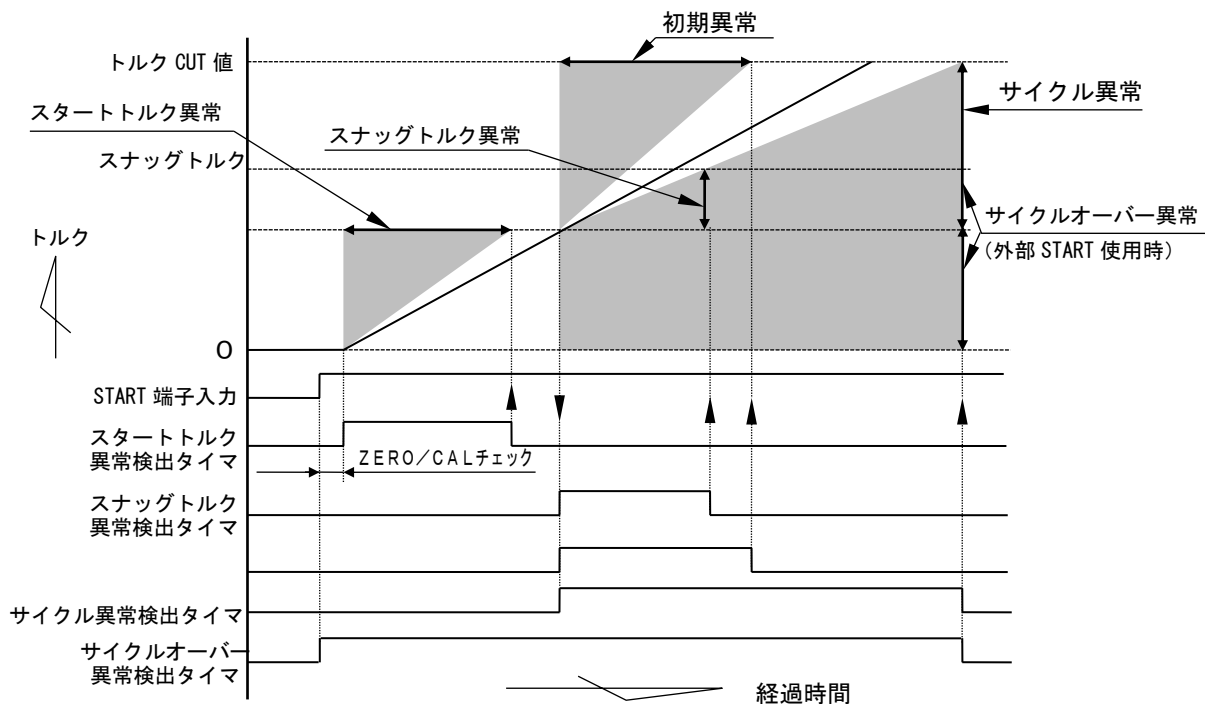 初期異常
トルク CUT 値
サイクル異常
スタートトルク異常
スナッグトルク異常
スナッグトルク
サイクルオーバー異常
(外部 START 使用時)
トルク
0
START 端子入力
スタートトルク
異常検出タイマ
ZERO/CALチェック
スナッグトルク
異常検出タイマ
サイクル異常検出タイマ
サイクルオーバー
異常検出タイマ
経過時間